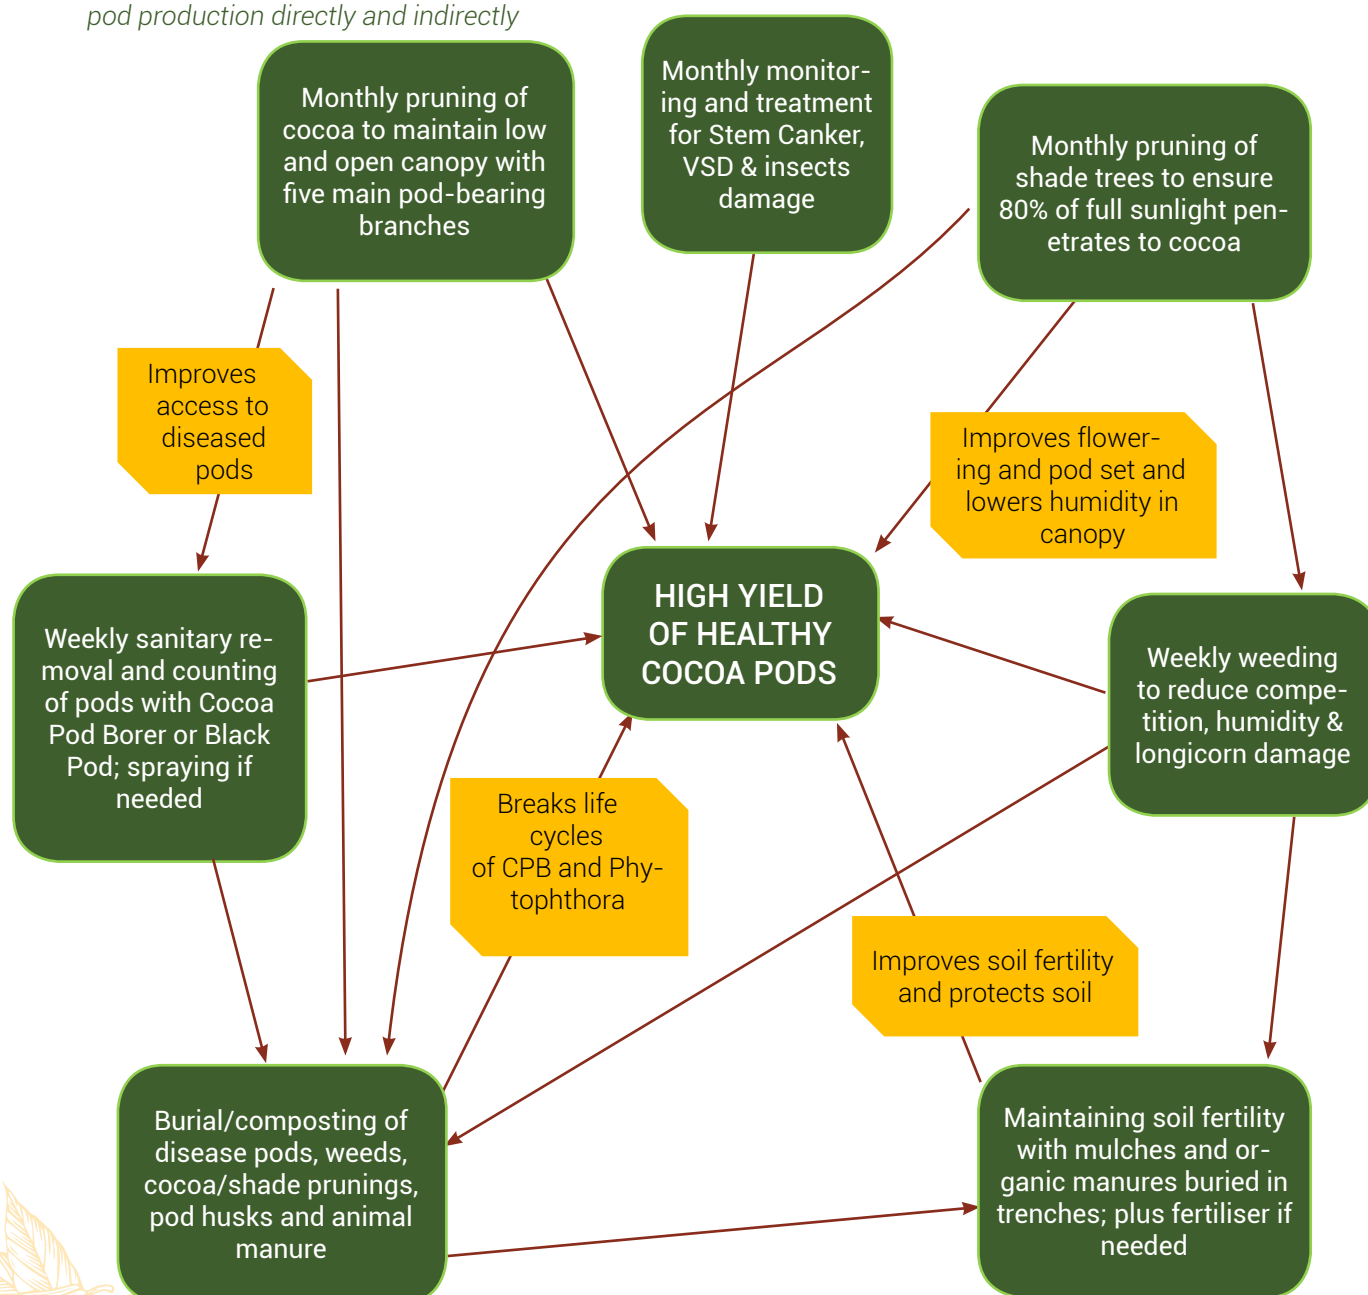 pod production directly and indirectly
Monthly pruning of
cocoa to maintain low
and open canopy with
five main pod-bearing
branches
Monthly monitor-
ing and treatment
for Stem Canker,
VSD & insects
damage
Monthly pruning of
shade trees to ensure
80% of full sunlight pen-
etrates to cocoa
Improves
access to
diseased
pods
Improves flower-
ing and pod set and
lowers humidity in
canopy
HIGH YIELD
OF HEALTHY
COCOA PODS
Weekly sanitary re-
moval and counting
of pods with Cocoa
Pod Borer or Black
Pod; spraying if
needed
Weekly weeding
to reduce compe-
tition, humidity &
longicorn damage
Breaks life
cycles
of CPB and Phy-
tophthora
Improves soil fertility
and protects soil
Burial/composting of
disease pods, weeds,
cocoa/shade prunings,
pod husks and animal
manure
Maintaining soil fertility
with mulches and or-
ganic manures buried in
trenches; plus fertiliser if
needed